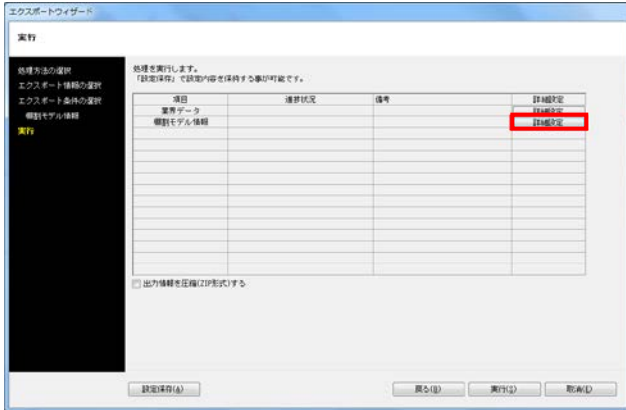 エクスポートウィザード
実行
処理方法の選択
エクスポート情報の選択
エクスポート条件の選択
棚割モデル情報
実行
処理を実行します。
「設定保存」で設定内容を保持する事が可能です。
項目 進捗状況 備考 詳細設定
業界データ 詳細設定
棚割モデル情報 詳細設定
出力情報を圧縮(ZIP形式)する
設定保存(A) 戻る(B) 実行(E) 取消(C)